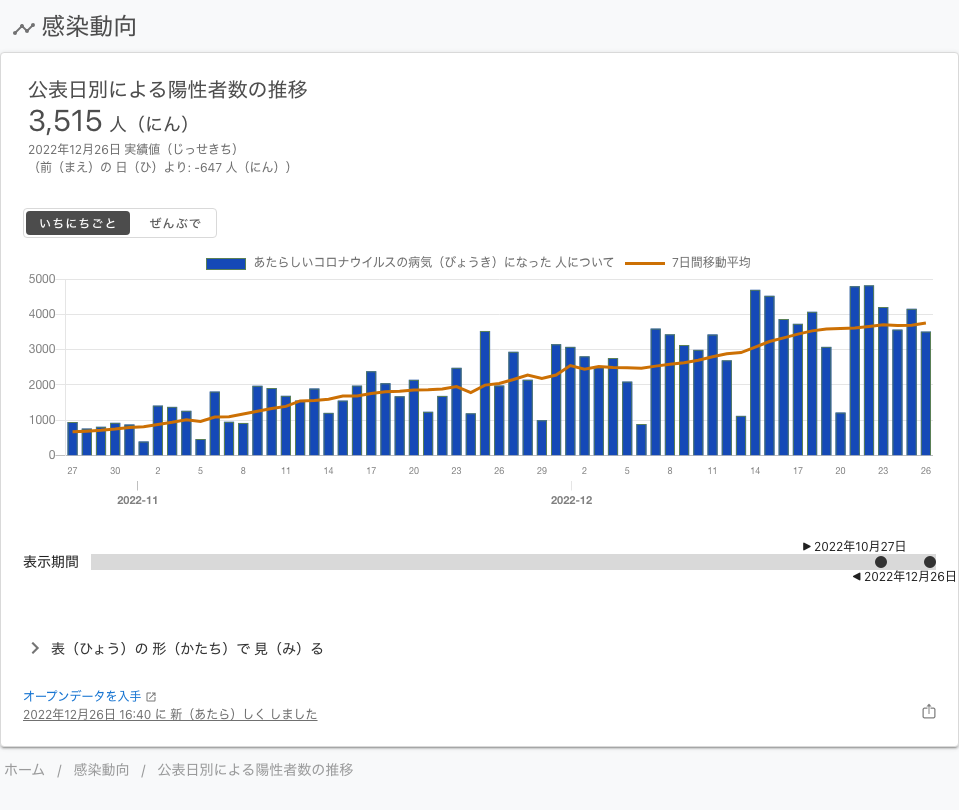 感染動向
公表日別による陽性者数の推移
3,515 人（にん）
2022年12月26日 実績値（じっせきち）
（前（まえ）の 日（ひ）より: -647 人（にん））
いちにちごと ぜんぶで
あたらしいコロナウイルスの病気（びょうき）になった 人について 7日間移動平均
5000
4000
3000
2000
1000
0
27 30 2 5 8 11 14 17 20 23 26 29 2 5 8 11 14 17 20 23 26
2022-11 2022-12
2022年10月27日
表示期間
2022年12月26日
表（ひょう）の 形（かたち）で 見（み）る
オープンデータを入手
2022年12月26日 16:40 に 新（あたら）しく しました
ホーム / 感染動向 / 公表日別による陽性者数の推移